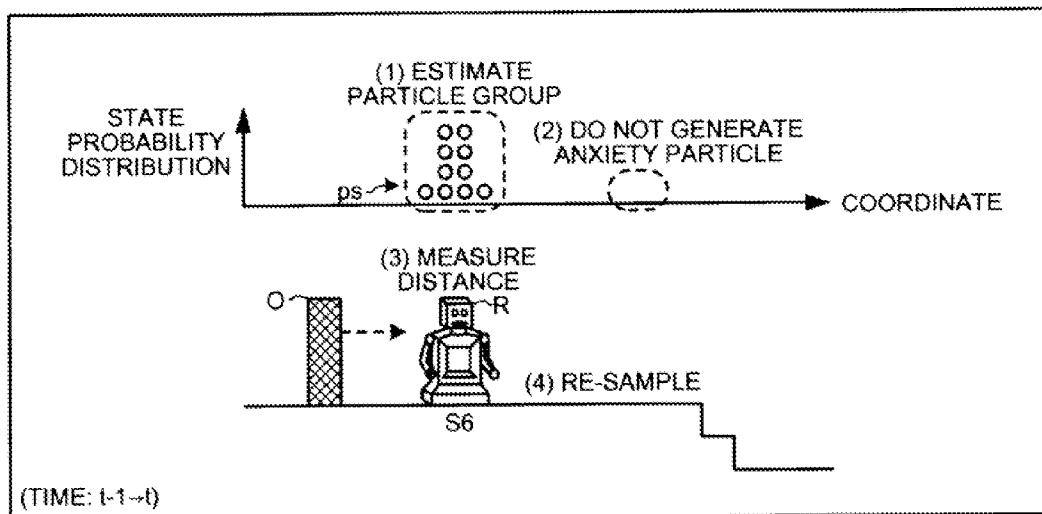 (1) ESTIMATE
PARTICLE GROUP
STATE
PROBABILITY
DISTRIBUTION
(2) DO NOT GENERATE
ANXIETY PARTICLE
ps
COORDINATE
(3) MEASURE
DISTANCE
O
R
(4) RE-SAMPLE
S6
(TIME: t-1→t)